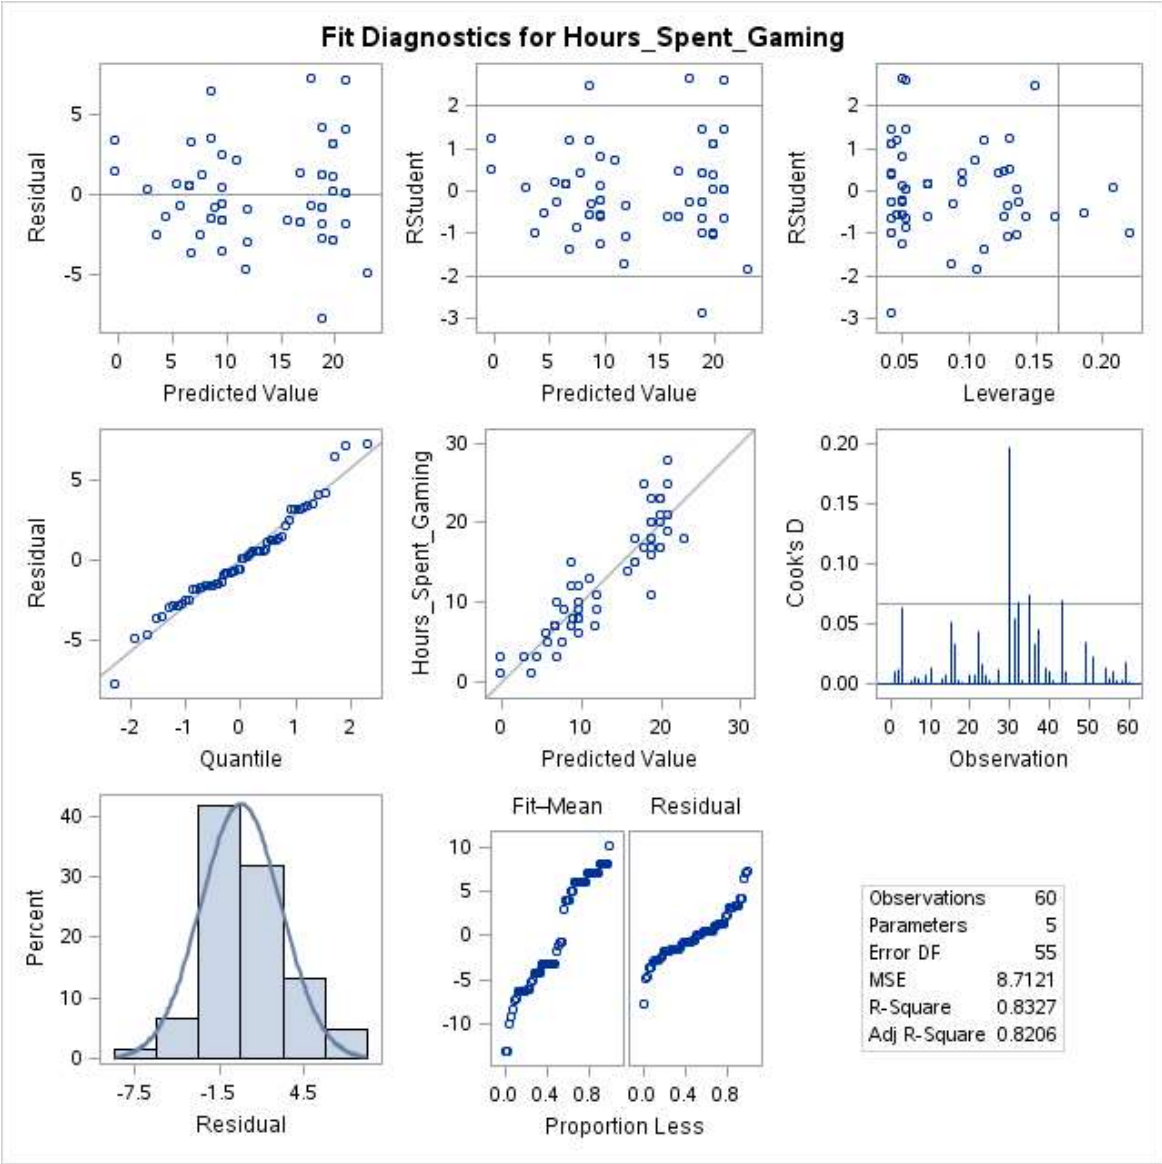 Fit Diagnostics for Hours_Spent_Gaming
5
0
-5
Residual
0 5 10 15 20
Predicted Value
2
1
0
-1
-2
-3
RStudent
0 5 10 15 20
Predicted Value
2
1
0
-1
-2
-3
RStudent
0.05 0.10 0.15 0.20
Leverage
5
0
-5
Residual
-2 -1 0 1 2
Quantile
30
20
10
0
Hours_Spent_Gaming
0 10 20 30
Predicted Value
0.20
0.15
0.10
0.05
0.00
Cook's D
0 10 20 30 40 50 60
Observation
40
30
20
10
0
Percent
-7.5 -1.5 4.5
Residual
Fit–Mean Residual
10
5
0
-5
-10
0.0 0.4 0.8 0.0 0.4 0.8
Proportion Less
Observations 60
Parameters 5
Error DF 55
MSE 8.7121
R-Square 0.8327
Adj R-Square 0.8206